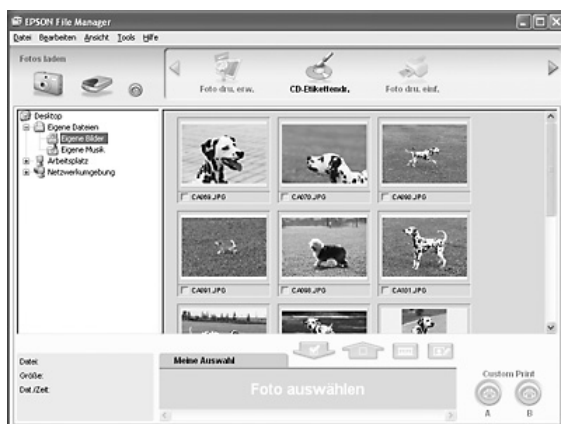 EPSON File Manager
Datei Bearbeiten Ansicht Tools Hilfe
Fotos laden
Foto dru. erw.
CD-Etikettendr.
Foto dru. einf.
Desktop
Eigene Dateien
Eigene Bilder
Eigene Musik
Arbeitsplatz
Netzwerkumgebung
CA069.JPG
CA070.JPG
CA090.JPG
CA091.JPG
CA098.JPG
CA101.JPG
Datei:
Größe:
Dat./Zeit:
Meine Auswahl
Foto auswählen
Custom Print
A
B